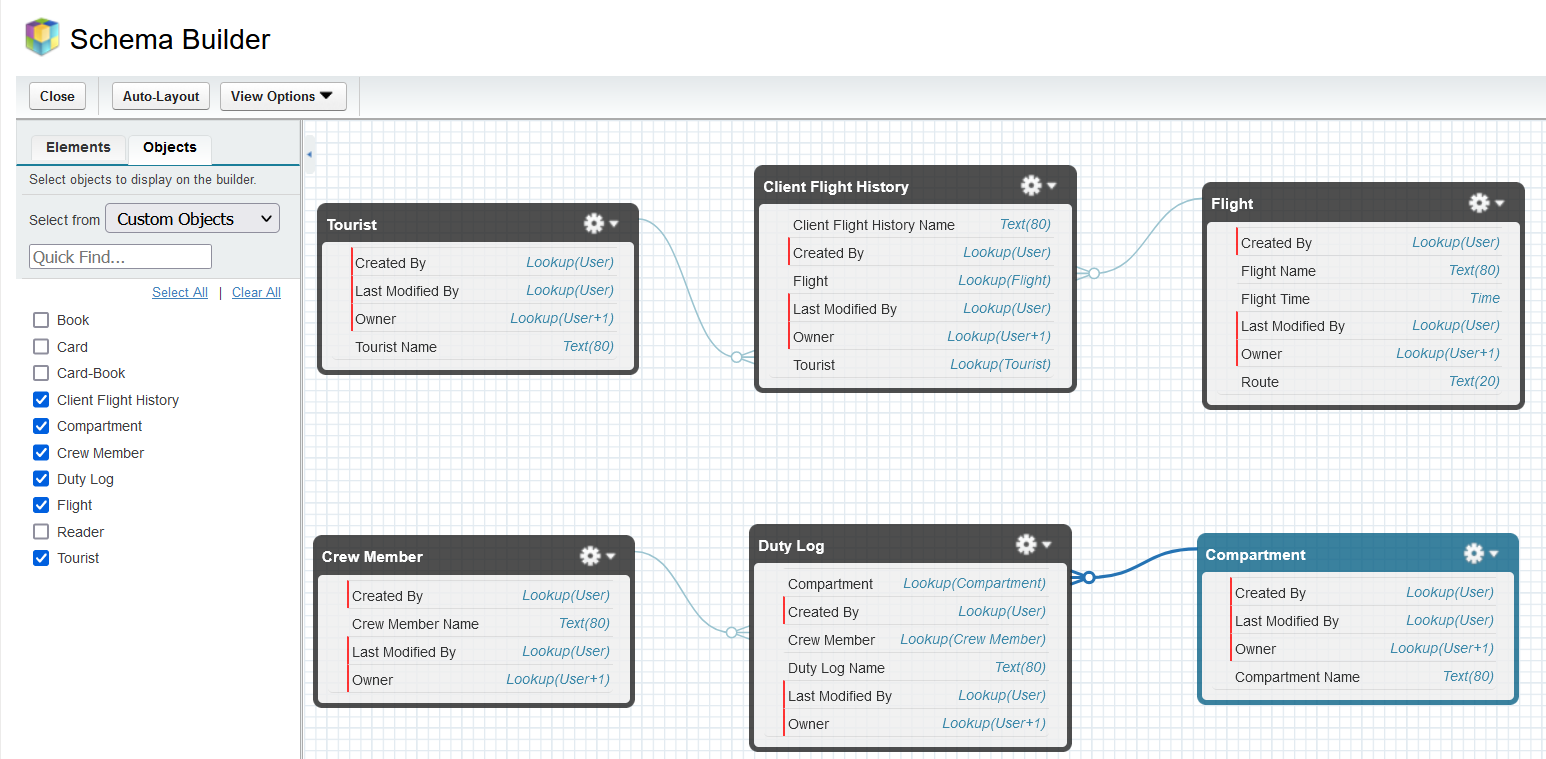 Schema Builder
Close
Auto-Layout
View Options
Elements
Objects
Select objects to display on the builder.
Select from Custom Objects
Quick Find...
Select All | Clear All
Book
Card
Card-Book
Client Flight History
Compartment
Crew Member
Duty Log
Flight
Reader
Tourist
Tourist
Created By Lookup(User)
Last Modified By Lookup(User)
Owner Lookup(User+1)
Tourist Name Text(80)
Client Flight History
Client Flight History Name Text(80)
Created By Lookup(User)
Flight Lookup(Flight)
Last Modified By Lookup(User)
Owner Lookup(User+1)
Tourist Lookup(Tourist)
Flight
Created By Lookup(User)
Flight Name Text(80)
Flight Time Time
Last Modified By Lookup(User)
Owner Lookup(User+1)
Route Text(20)
Crew Member
Created By Lookup(User)
Crew Member Name Text(80)
Last Modified By Lookup(User)
Owner Lookup(User+1)
Duty Log
Compartment Lookup(Compartment)
Created By Lookup(User)
Crew Member Lookup(Crew Member)
Duty Log Name Text(80)
Last Modified By Lookup(User)
Owner Lookup(User+1)
Compartment
Created By Lookup(User)
Last Modified By Lookup(User)
Owner Lookup(User+1)
Compartment Name Text(80)